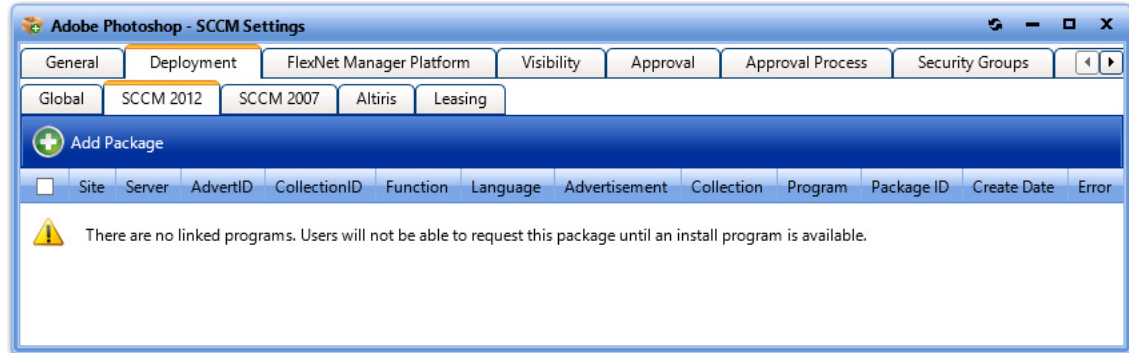 Adobe Photoshop - SCCM Settings
General Deployment FlexNet Manager Platform Visibility Approval Approval Process Security Groups
Global SCCM 2012 SCCM 2007 Altiris Leasing
Add Package
Site Server AdvertID CollectionID Function Language Advertisement Collection Program Package ID Create Date Error
There are no linked programs. Users will not be able to request this package until an install program is available.